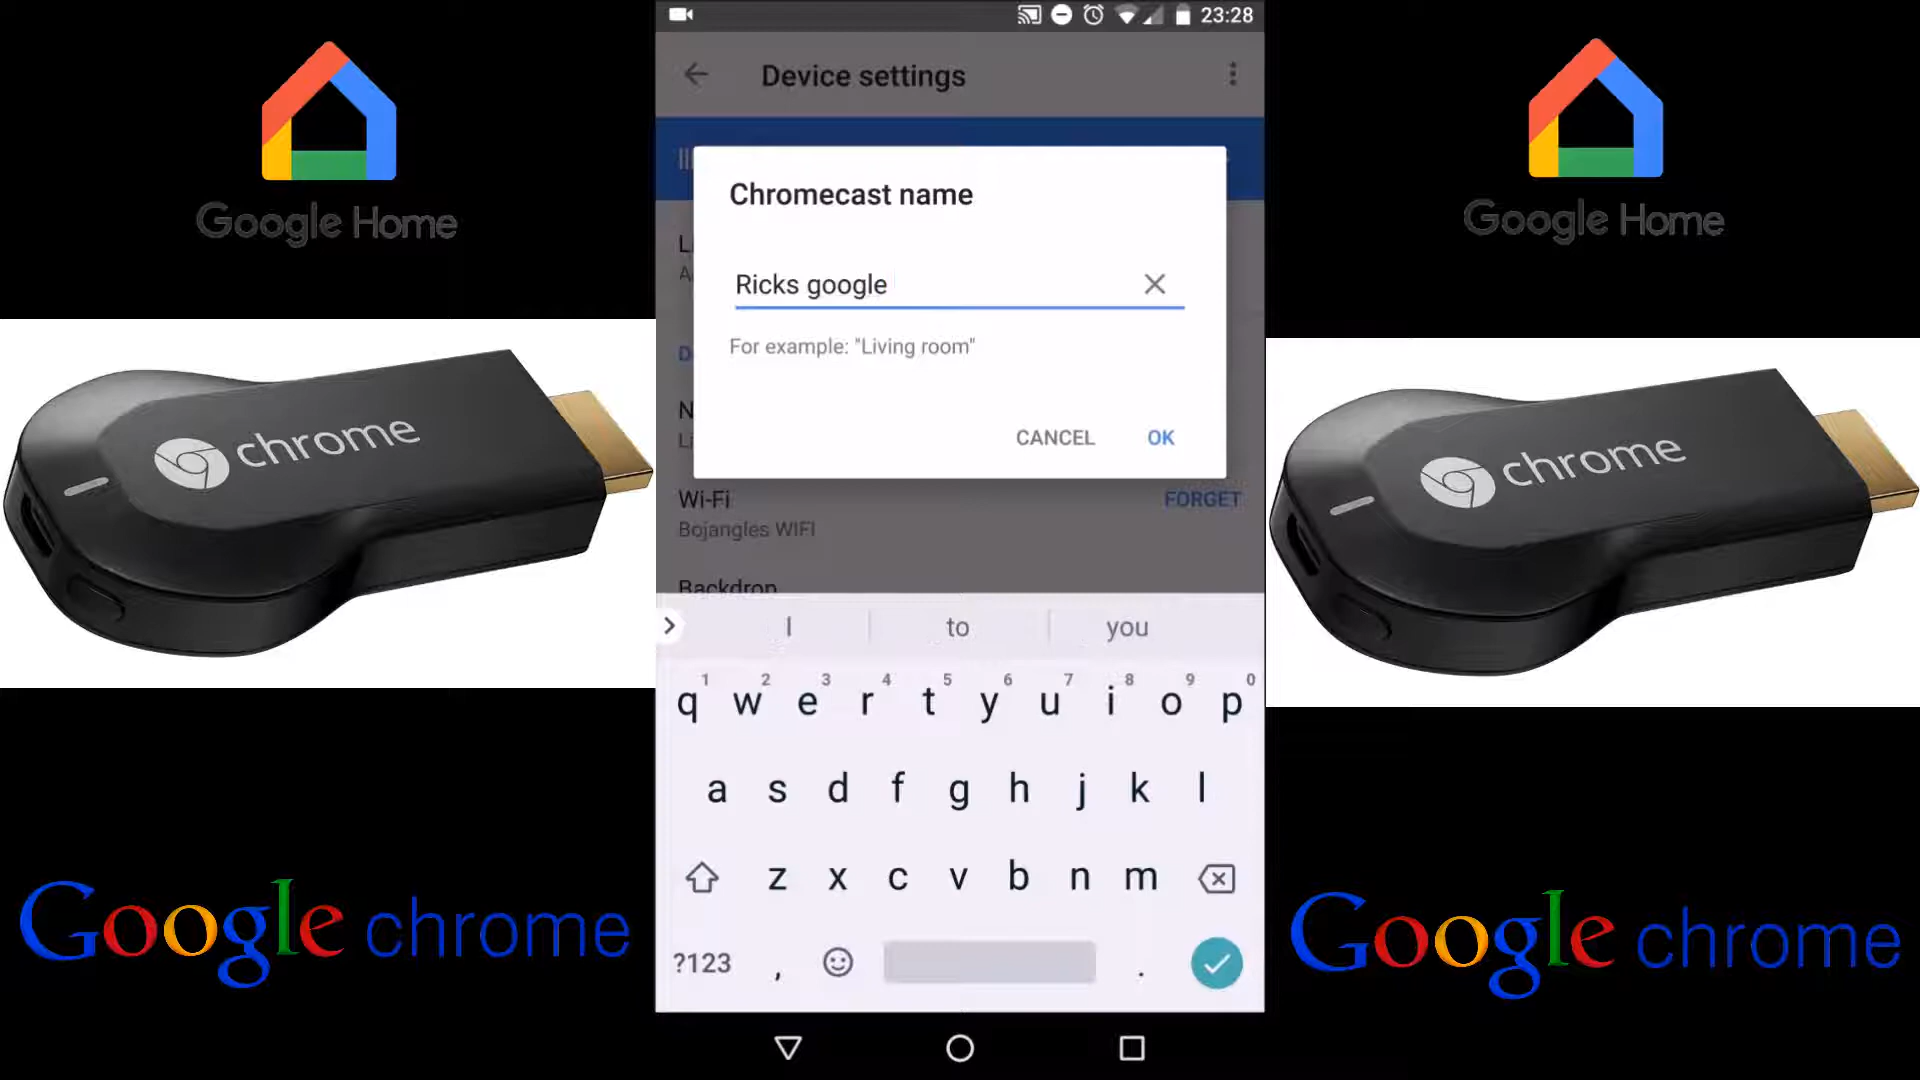 23:28
Device settings
Google Home
Google Home
Chromecast name
Ricks google
For example: "Living room"
CANCEL OK
chrome
chrome
Wi-Fi FORGET
Bojangles WIFI
Backdrop
I to you
1 2 3 4 5 6 7 8 9 0
q w e r t y u i o p
a s d f g h j k l
z x c v b n m
?123 , .
Google chrome
Google chrome